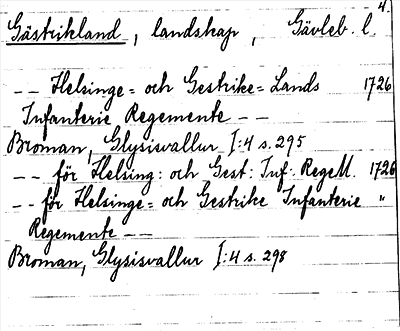 4.
Gästrikland, landskap, Gävleb. l.
-- Helsinge= och Gestrike= Lands 1726
Infanterie Regemente --
Broman, Glysisvallur I:4 s. 295
-- för Helsing: och Gest: Inf: Regem̅. 1726
-- för Helsinge= och Gestrike Infanterie "
Regemente --
Broman, Glysisvallur I:4 s. 298